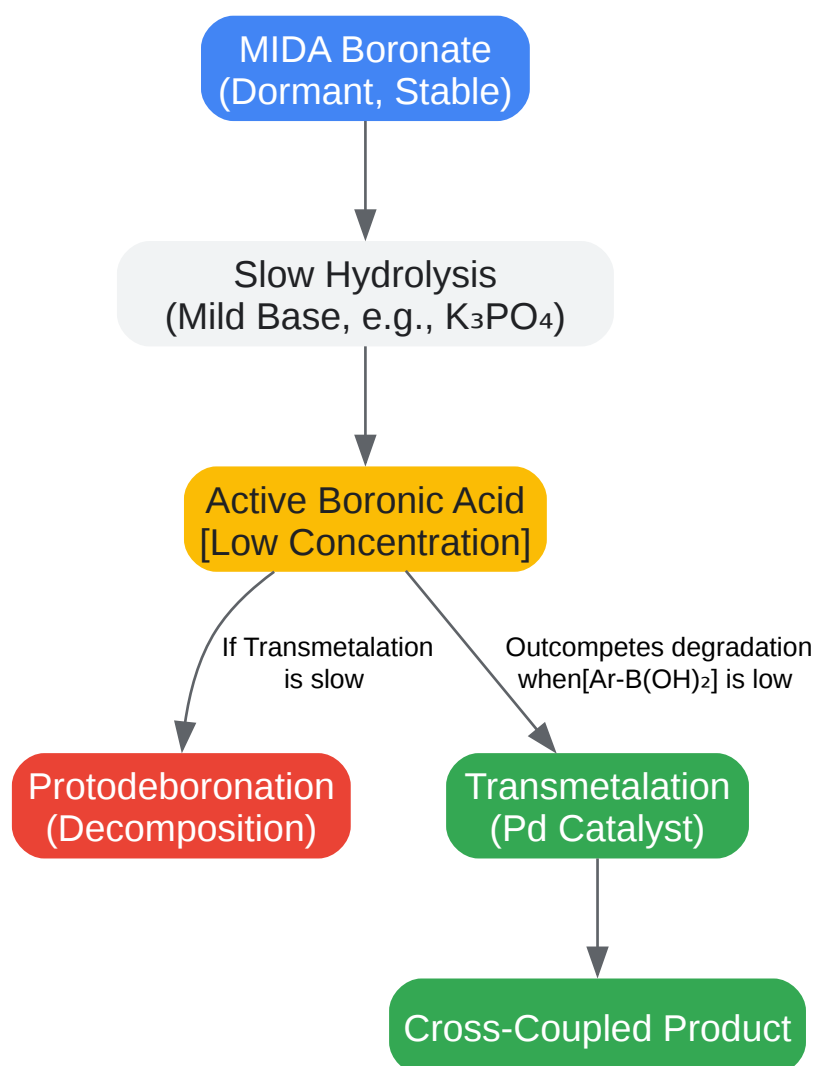 MIDA Boronate
(Dormant, Stable)
Slow Hydrolysis
(Mild Base, e.g., K₃PO₄)
Active Boronic Acid
[Low Concentration]
If Transmetalation
is slow
Outcompetes degradation
when[Ar-B(OH)₂] is low
Protodeboronation
(Decomposition)
Transmetalation
(Pd Catalyst)
Cross-Coupled Product